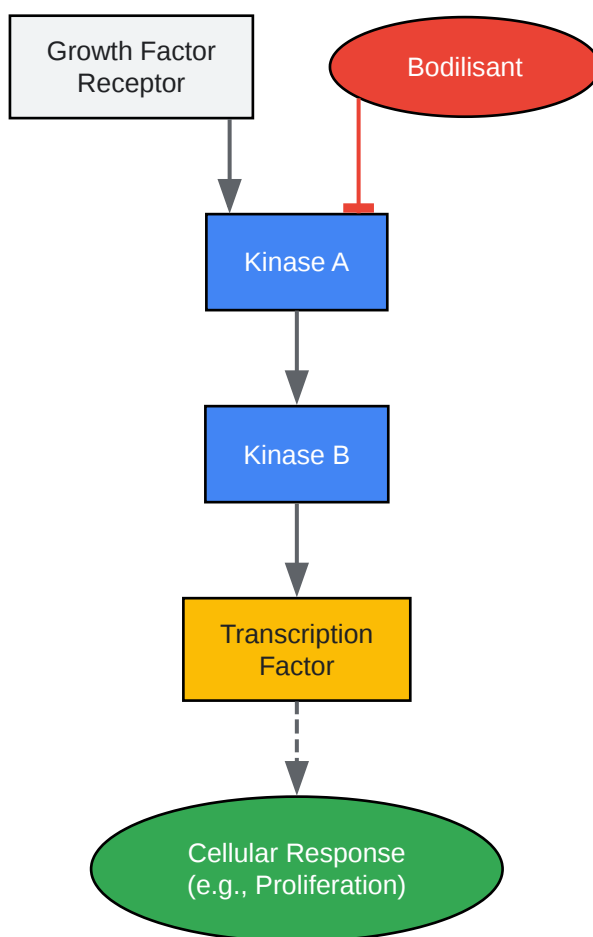 Growth Factor
Receptor
Bodilisant
Kinase A
Kinase B
Transcription
Factor
Cellular Response
(e.g., Proliferation)